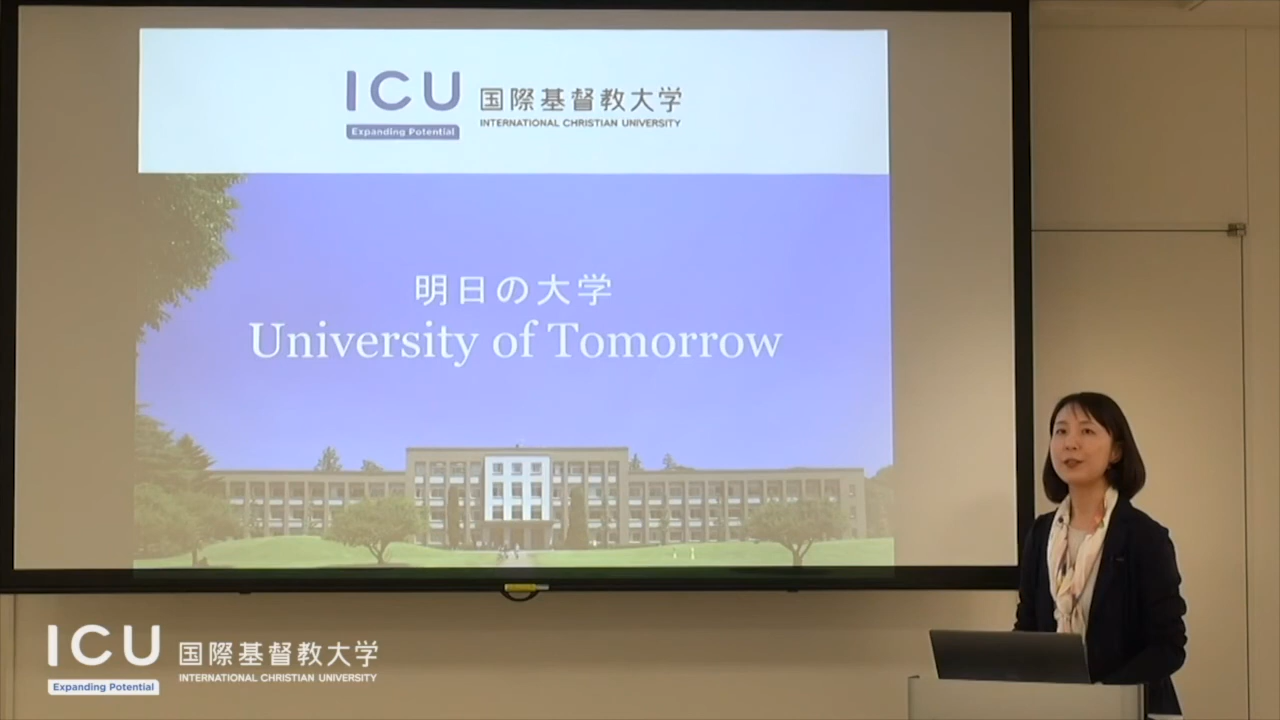 ICU 国際基督教大学
Expanding Potential INTERNATIONAL CHRISTIAN UNIVERSITY
明日の大学
University of Tomorrow
ICU 国際基督教大学
Expanding Potential INTERNATIONAL CHRISTIAN UNIVERSITY